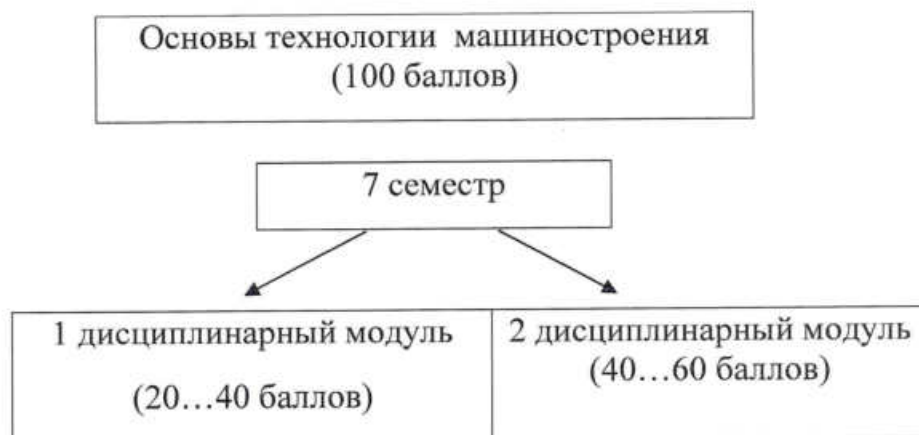 Основы технологии машиностроения
(100 баллов)
7 семестр
1 дисциплинарный модуль
(20...40 баллов)
2 дисциплинарный модуль
(40...60 баллов)